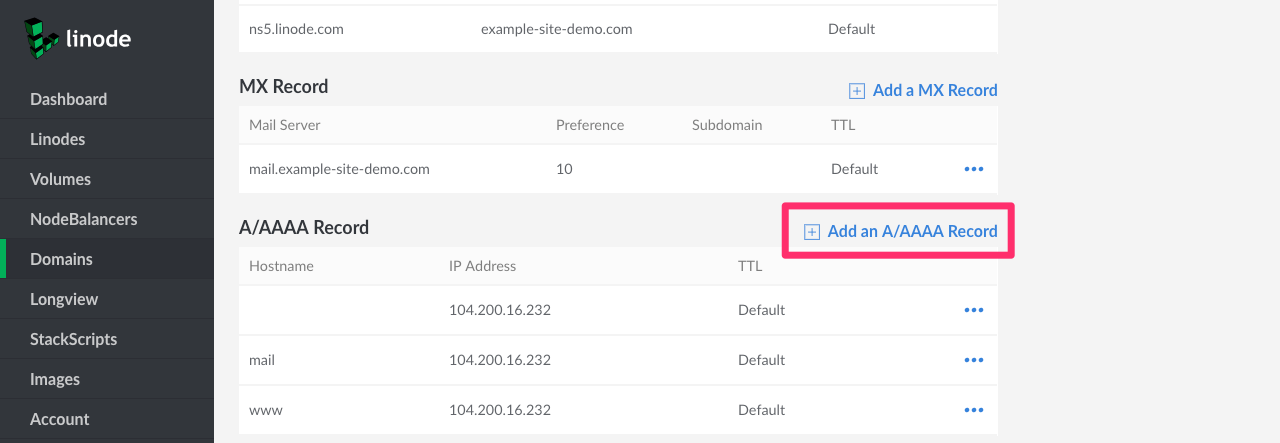 linode
Dashboard
Linodes
Volumes
NodeBalancers
Domains
Longview
StackScripts
Images
Account
ns5.linode.com example-site-demo.com Default
MX Record
Add a MX Record
Mail Server Preference Subdomain TTL
mail.example-site-demo.com 10 Default
A/AAAA Record
Add an A/AAAA Record
Hostname IP Address TTL
104.200.16.232 Default
mail 104.200.16.232 Default
www 104.200.16.232 Default